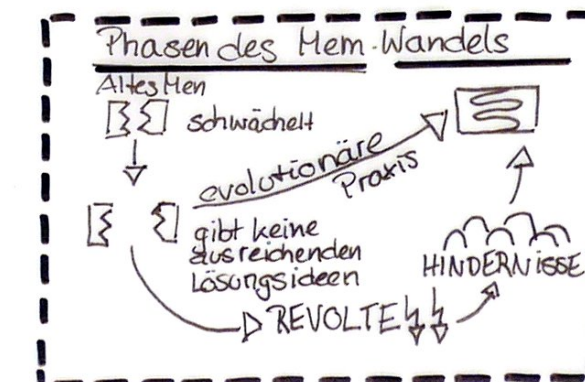 Phasen des Mem-Wandels
Altes Mem
schwächelt
evolutionäre
Praxis
gibt keine
ausreichenden
Lösungsideen
REVOLTE
HINDERNISSE